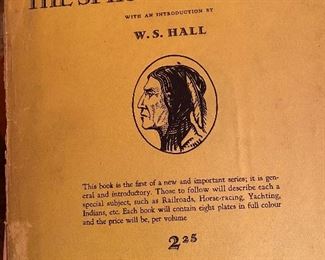 THE
WITH AN INTRODUCTION BY
W. S. HALL
This book is the first of a new and important series; it is gen-
eral and introductory. Those to follow will describe each a
special subject, such as Railroads, Horse-racing, Yachting,
Indians, etc. Each book will contain eight plates in full colour
and the price will be, per volume
2 25